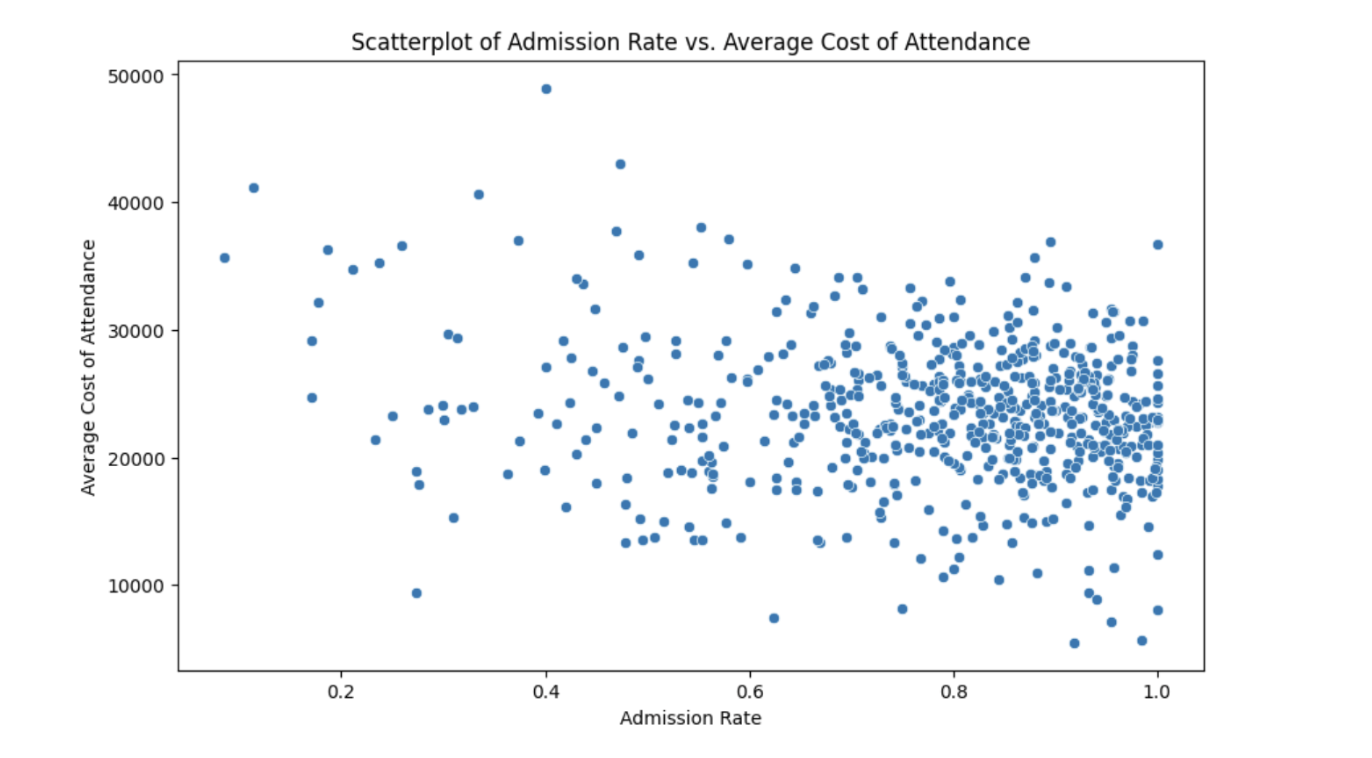 Scatterplot of Admission Rate vs. Average Cost of Attendance
50000
40000
30000
20000
10000
Average Cost of Attendance
0.2 0.4 0.6 0.8 1.0
Admission Rate